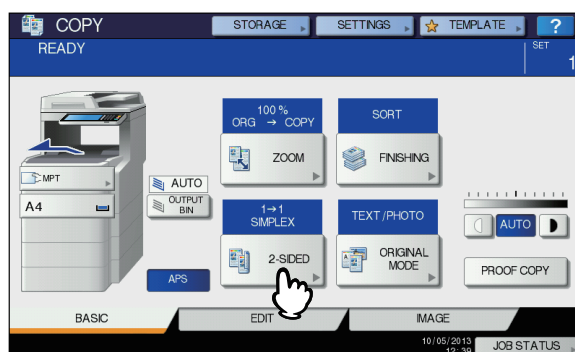 COPY
STORAGE
SETTINGS
TEMPLATE
?
READY
SET
1
100 %
ORG → COPY
ZOOM
SORT
FINISHING
MPT
A4
AUTO
OUTPUT
BIN
APS
1→1
SIMPLEX
2-SIDED
TEXT/PHOTO
ORIGINAL
MODE
AUTO
PROOF COPY
BASIC
EDIT
IMAGE
10/05/2013
12:39
JOB STATUS